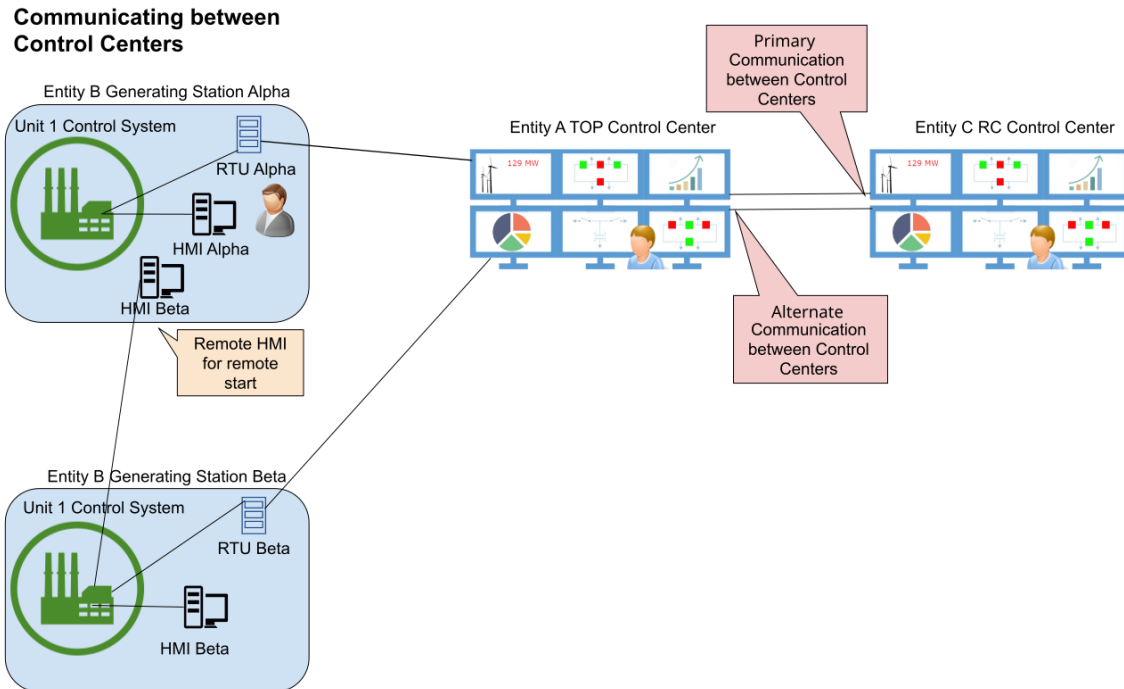 Communicating between
Control Centers
Entity B Generating Station Alpha
Unit 1 Control System
RTU Alpha
HMI Alpha
HMI Beta
Remote HMI
for remote
start
Primary
Communication
between Control
Centers
Entity A TOP Control Center
129 MW
Entity C RC Control Center
129 MW
Alternate
Communication
between Control
Centers
Entity B Generating Station Beta
Unit 1 Control System
RTU Beta
HMI Beta